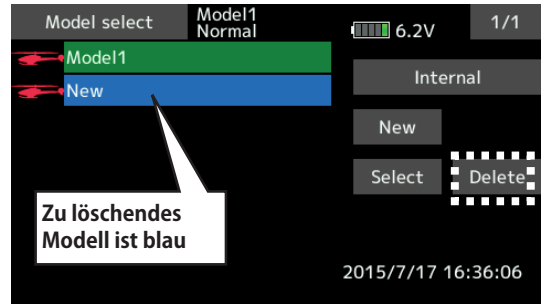 Model select
Model1
Normal
6.2V
1/1
Model1
New
Internal
New
Select
Delete
Zu löschendes
Modell ist blau
2015/7/17 16:36:06